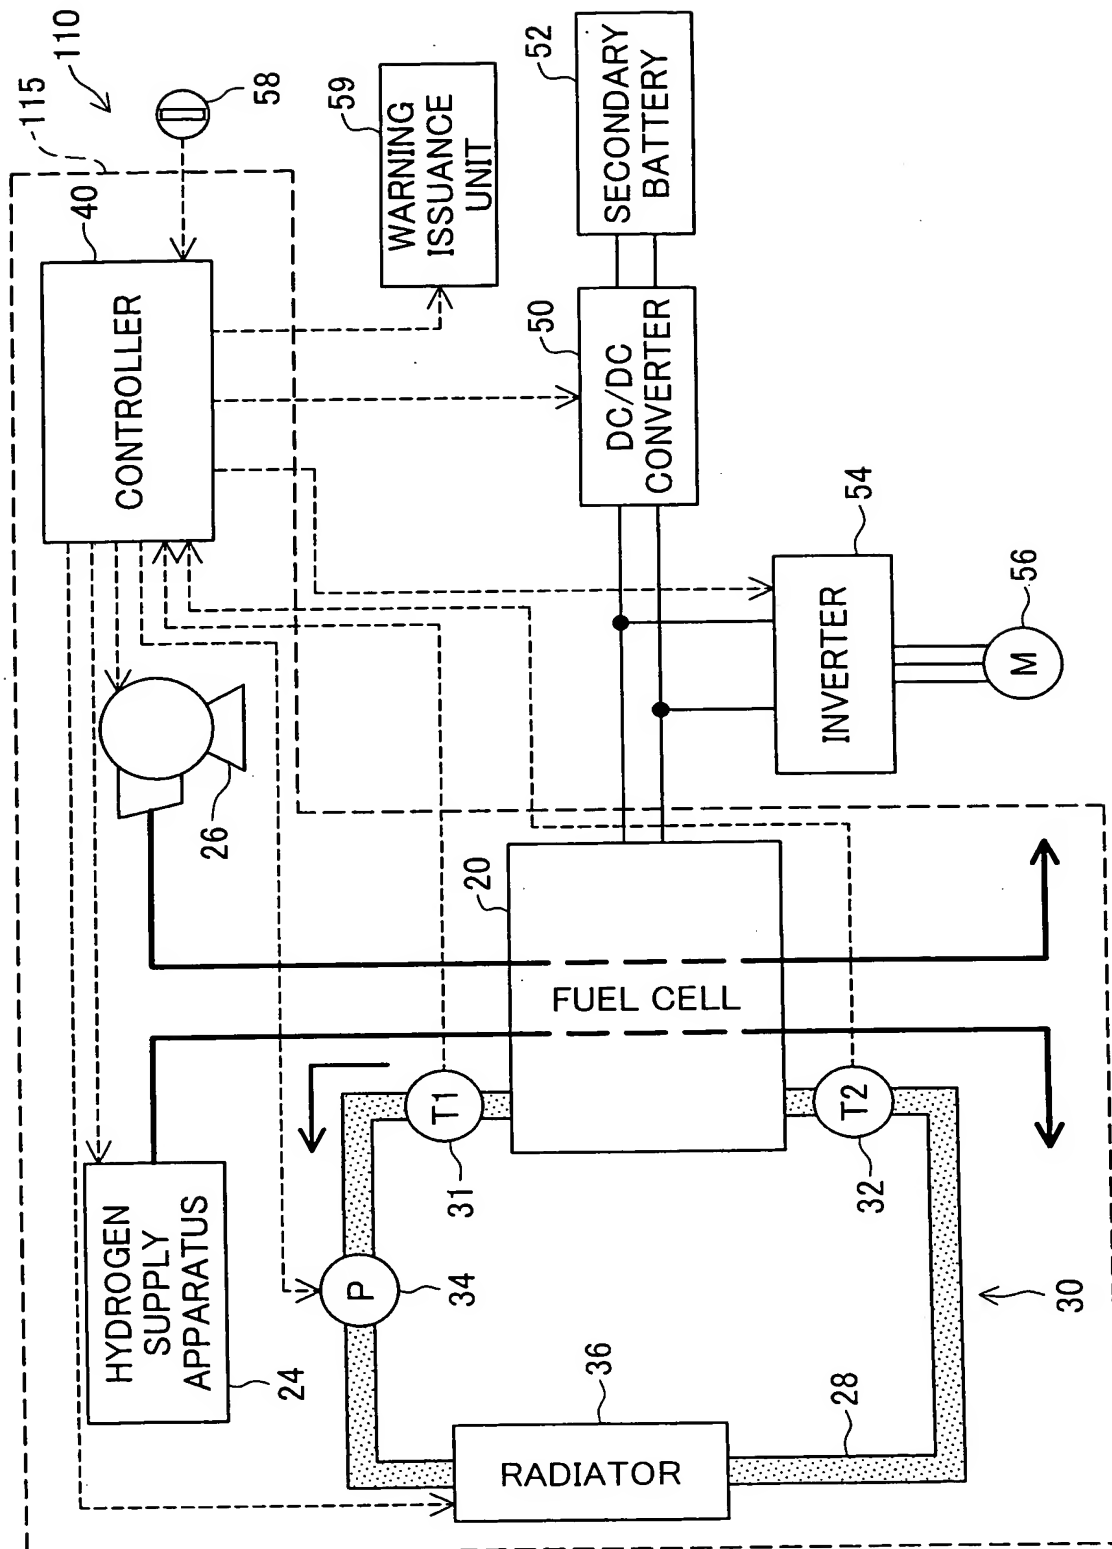 110
115
58
40
CONTROLLER
59
WARNING
ISSUANCE
UNIT
52
SECONDARY
BATTERY
50
DC/DC
CONVERTER
54
INVERTER
56
M
26
20
FUEL CELL
HYDROGEN
SUPPLY
APPARATUS
24
T1
31
T2
32
P
34
36
RADIATOR
28
30